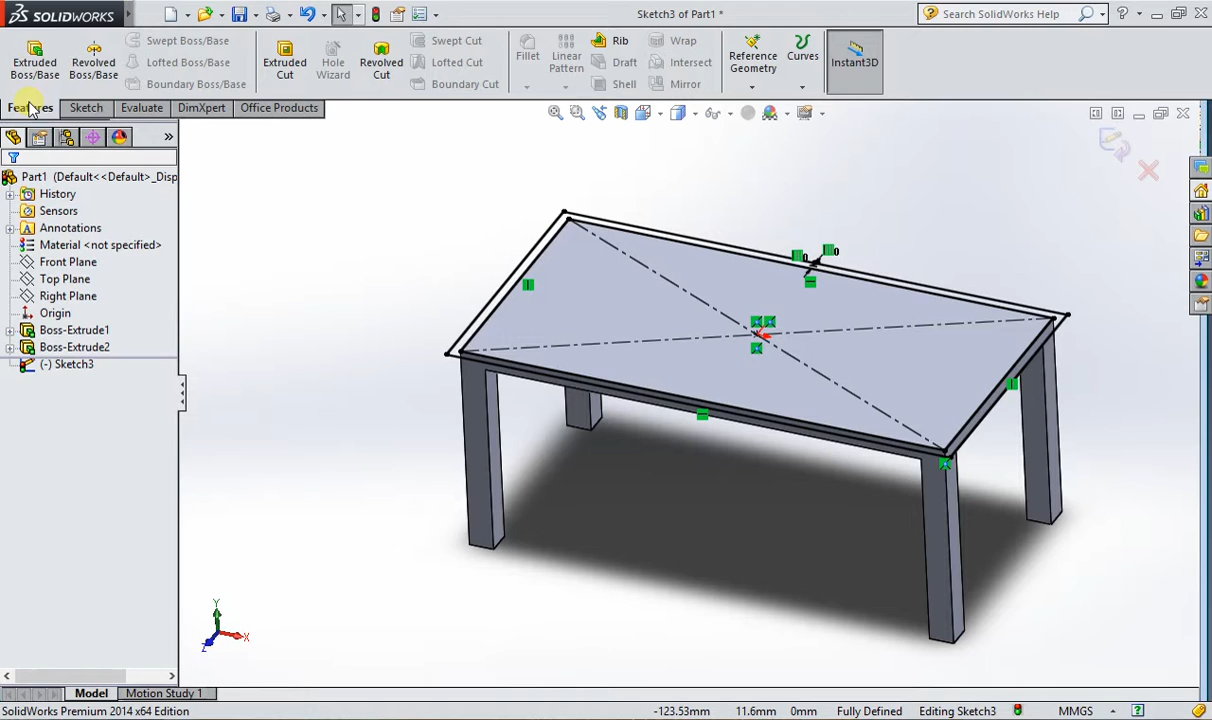 SOLIDWORKS
Sketch3 of Part1 *
Search SolidWorks Help
Extruded
Boss/Base
Revolved
Boss/Base
Swept Boss/Base
Lofted Boss/Base
Boundary Boss/Base
Extruded
Cut
Hole
Wizard
Revolved
Cut
Swept Cut
Lofted Cut
Boundary Cut
Fillet
Linear
Pattern
Rib
Draft
Shell
Wrap
Intersect
Mirror
Reference
Geometry
Curves
Instant3D
Features
Sketch
Evaluate
DimXpert
Office Products
Part1 (Default<<Default>_Disp
History
Sensors
Annotations
Material <not specified>
Front Plane
Top Plane
Right Plane
Origin
Boss-Extrude1
Boss-Extrude2
(-) Sketch3
0
0
Y
X
Z
Model
Motion Study 1
SolidWorks Premium 2014 x64 Edition
-123.53mm
11.6mm
0mm
Fully Defined
Editing Sketch3
MMGS